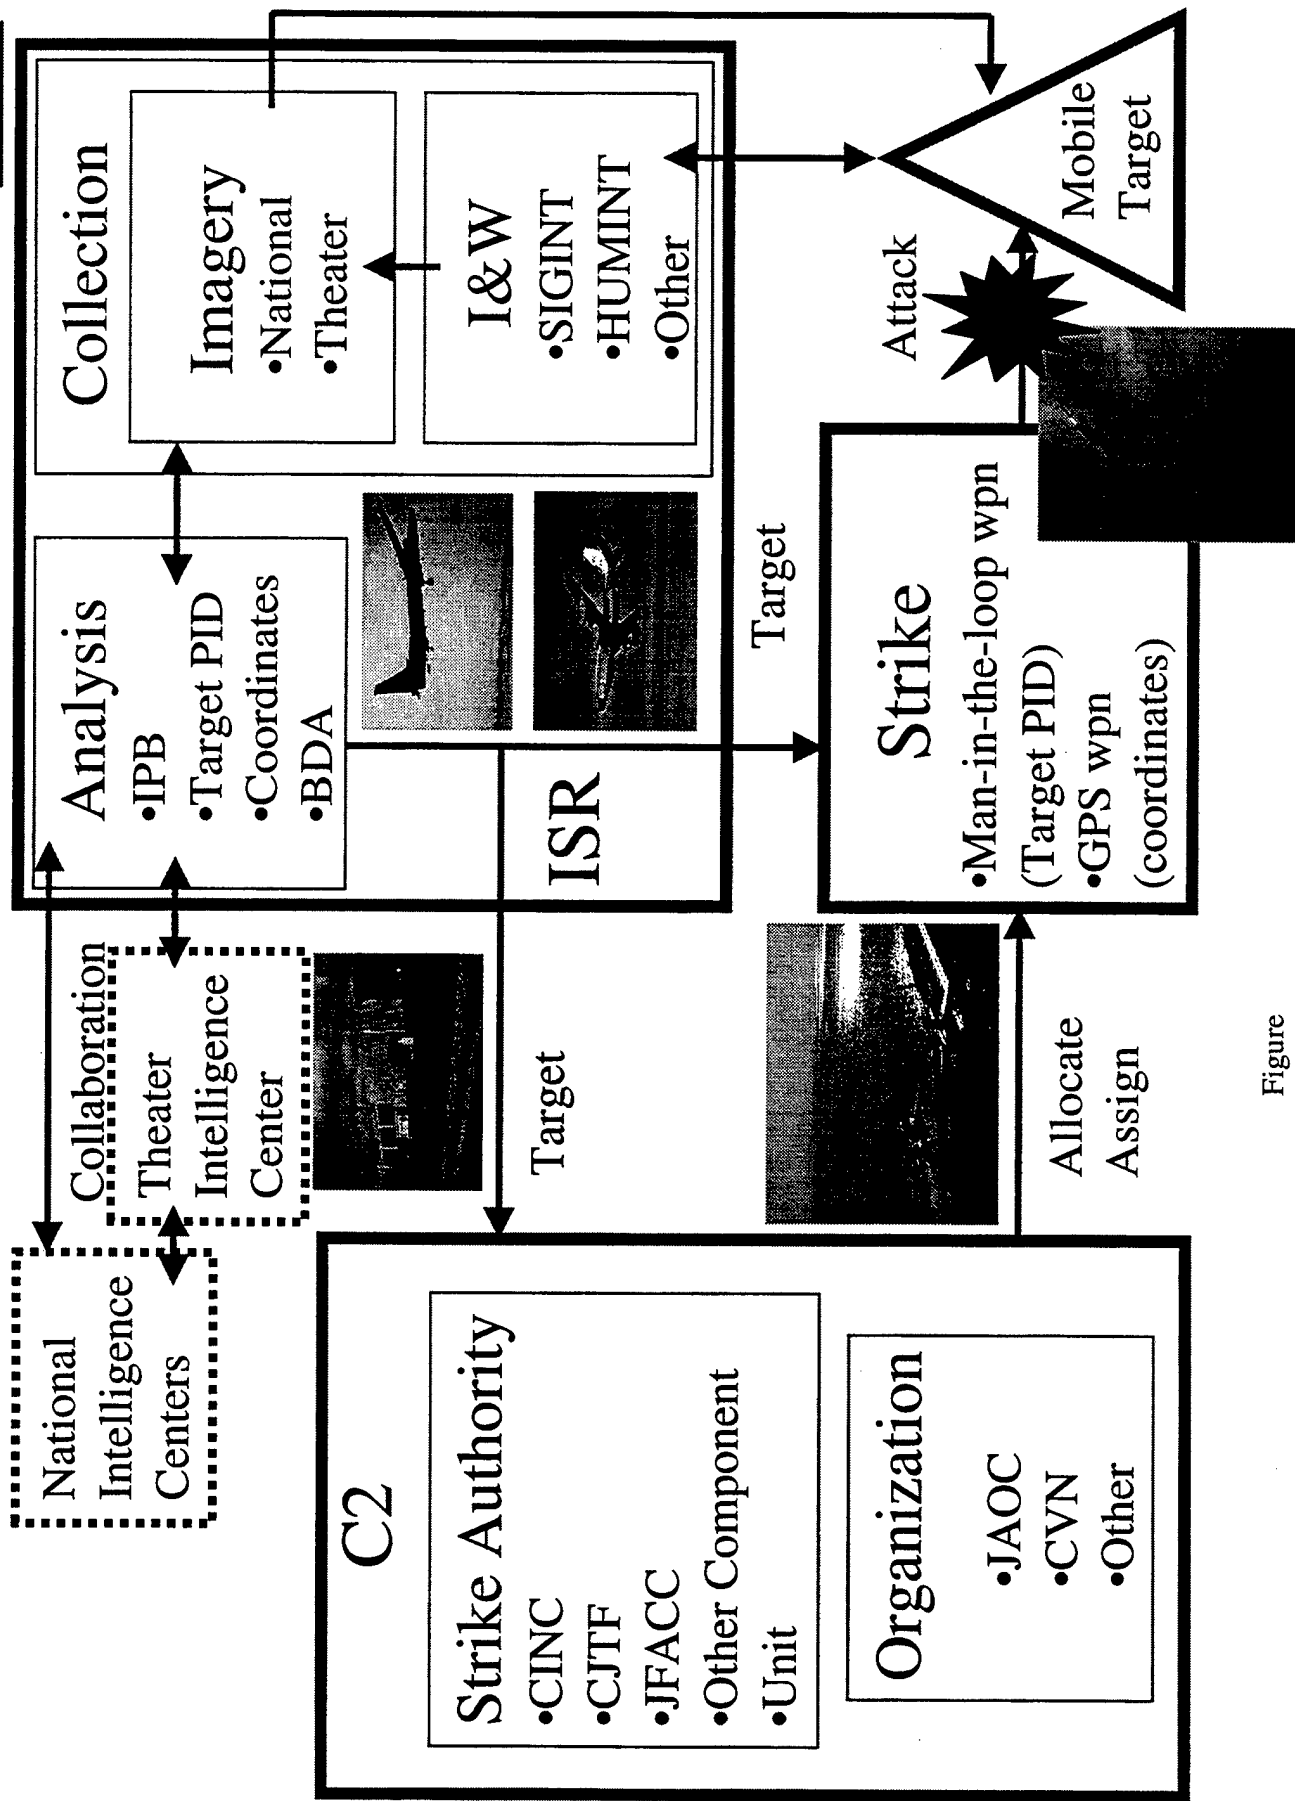 National
Intelligence
Centers
Collaboration
Theater
Intelligence
Center
Analysis
•IPB
•Target PID
•Coordinates
•BDA
Collection
Imagery
•National
•Theater
I&W
•SIGINT
•HUMINT
•Other
ISR
C2
Strike Authority
•CINC
•CJTF
•JFACC
•Other Component
•Unit
Organization
•JAOC
•CVN
•Other
Target
Target
Allocate
Assign
Strike
•Man-in-the-loop wpn
(Target PID)
•GPS wpn
(coordinates)
Attack
Mobile
Target
Figure